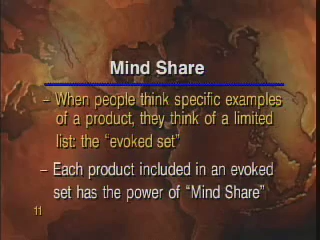 Mind Share
– When people think specific examples
of a product, they think of a limited
list: the “evoked set”
– Each product included in an evoked
set has the power of “Mind Share”
11